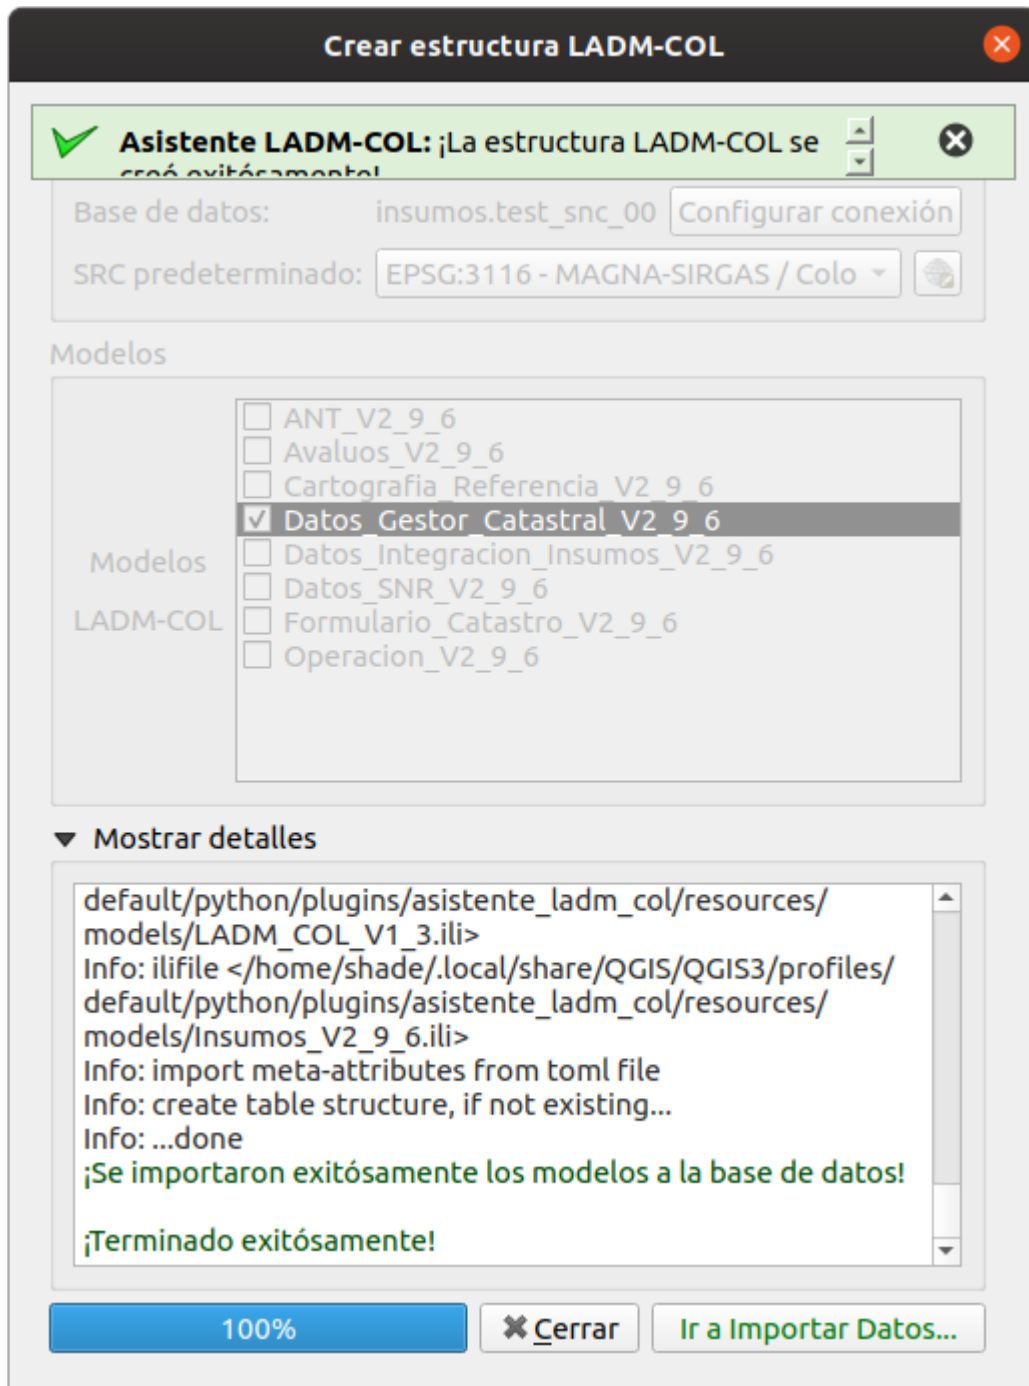 Crear estructura LADM-COL
Asistente LADM-COL: ¡La estructura LADM-COL se
creó exitósamente!
Base de datos: insumos.test_snc_00 Configurar conexión
SRC predeterminado: EPSG:3116 - MAGNA-SIRGAS / Colo
Modelos
Modelos
LADM-COL
ANT_V2_9_6
Avaluos_V2_9_6
Cartografia_Referencia_V2_9_6
Datos_Gestor_Catastral_V2_9_6
Datos_Integracion_Insumos_V2_9_6
Datos_SNR_V2_9_6
Formulario_Catastro_V2_9_6
Operacion_V2_9_6
Mostrar detalles
default/python/plugins/asistente_ladm_col/resources/
models/LADM_COL_V1_3.ili>
Info: ilifile </home/shade/.local/share/QGIS/QGIS3/profiles/
default/python/plugins/asistente_ladm_col/resources/
models/Insumos_V2_9_6.ili>
Info: import meta-attributes from toml file
Info: create table structure, if not existing...
Info: ...done
¡Se importaron exitósamente los modelos a la base de datos!
¡Terminado exitósamente!
100% Cerrar Ir a Importar Datos...